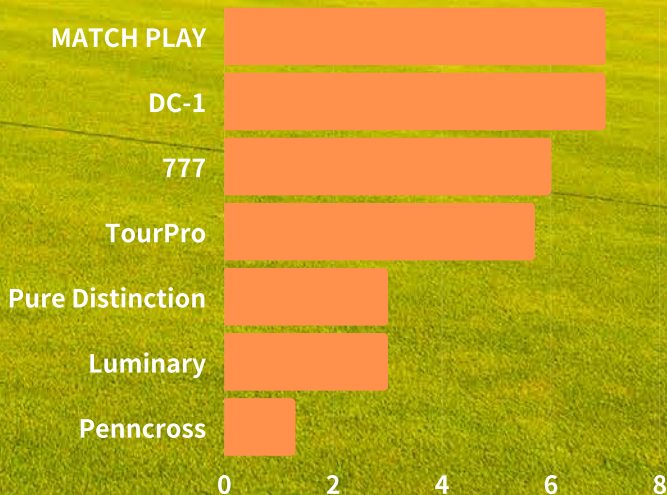 MATCH PLAY
DC-1
777
TourPro
Pure Distinction
Luminary
Penncross
0 2 4 6 8